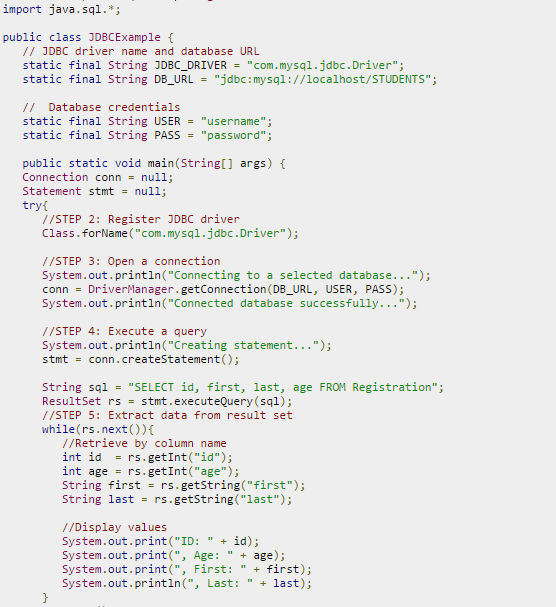 import java.sql.*;
public class JDBCExample {
// JDBC driver name and database URL
static final String JDBC_DRIVER = "com.mysql.jdbc.Driver";
static final String DB_URL = "jdbc:mysql://localhost/STUDENTS";
//  Database credentials
static final String USER = "username";
static final String PASS = "password";
public static void main(String[] args) {
Connection conn = null;
Statement stmt = null;
try{
//STEP 2: Register JDBC driver
Class.forName("com.mysql.jdbc.Driver");
//STEP 3: Open a connection
System.out.println("Connecting to a selected database...");
conn = DriverManager.getConnection(DB_URL, USER, PASS);
System.out.println("Connected database successfully...");
//STEP 4: Execute a query
System.out.println("Creating statement...");
stmt = conn.createStatement();
String sql = "SELECT id, first, last, age FROM Registration";
ResultSet rs = stmt.executeQuery(sql);
//STEP 5: Extract data from result set
while(rs.next()){
//Retrieve by column name
int id  = rs.getInt("id");
int age = rs.getInt("age");
String first = rs.getString("first");
String last = rs.getString("last");
//Display values
System.out.print("ID: " + id);
System.out.print(", Age: " + age);
System.out.print(", First: " + first);
System.out.println(", Last: " + last);
}